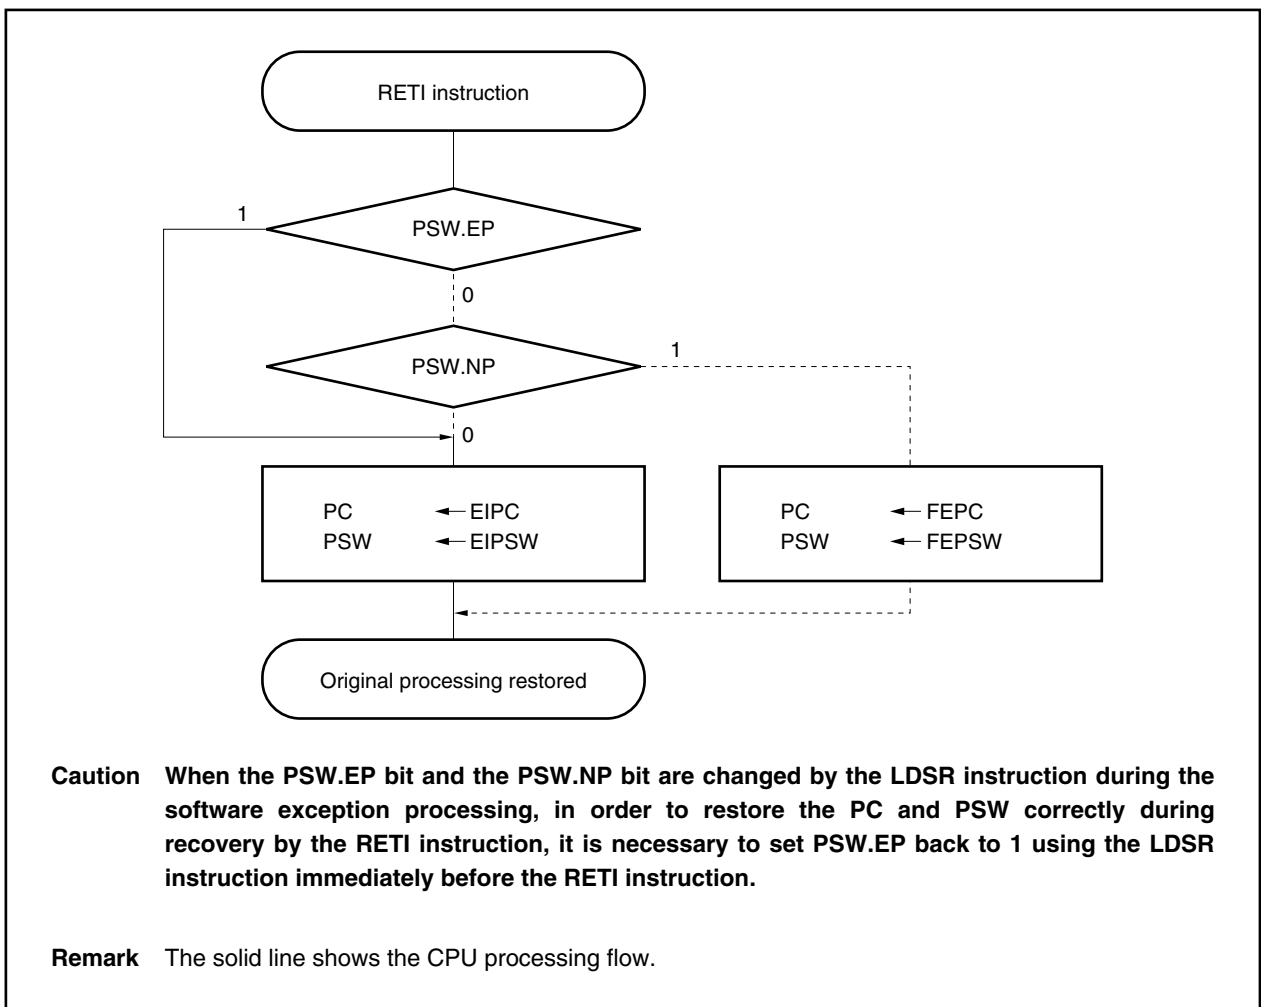 RETI instruction
1
PSW.EP
0
1
PSW.NP
0
PC EIPC
PSW EIPSW
PC FEPC
PSW FEPSW
Original processing restored
Caution When the PSW.EP bit and the PSW.NP bit are changed by the LDSR instruction during the
software exception processing, in order to restore the PC and PSW correctly during
recovery by the RETI instruction, it is necessary to set PSW.EP back to 1 using the LDSR
instruction immediately before the RETI instruction.
Remark The solid line shows the CPU processing flow.